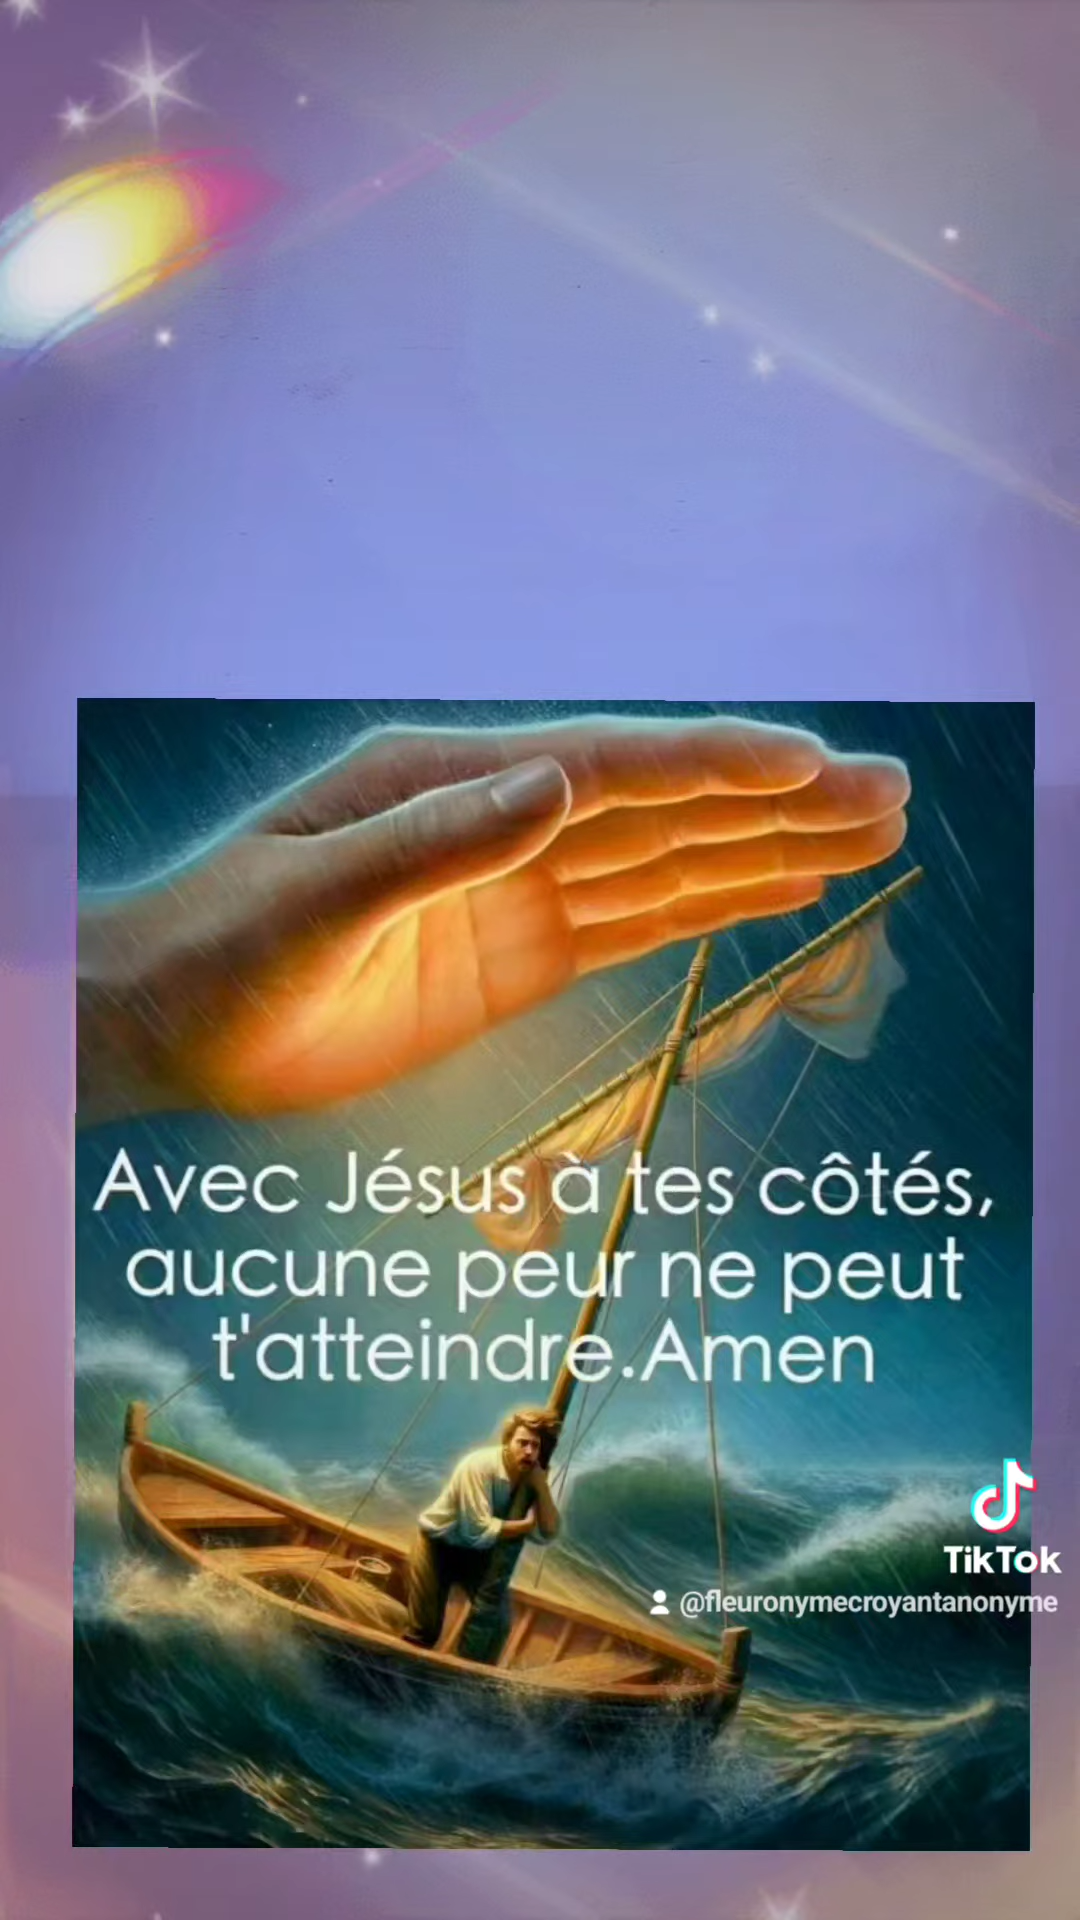 Avec Jésus à tes côtés,
aucune peur ne peut
t'atteindre.Amen
TikTok
@fleuronymecroyantanonyme